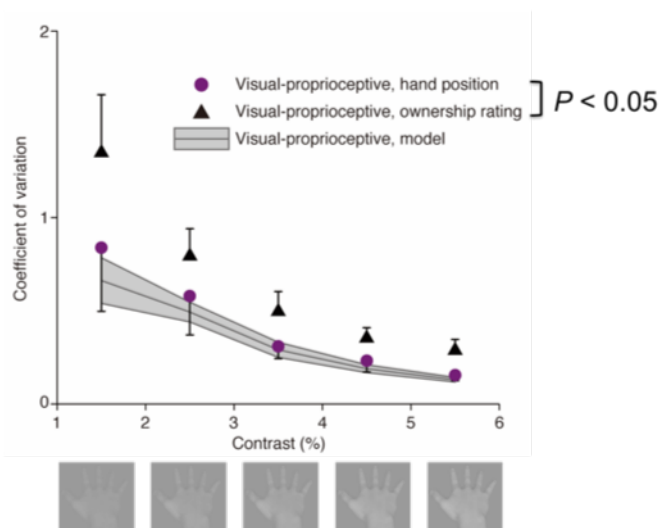 2
Visual-proprioceptive, hand position
Visual-proprioceptive, ownership rating
P < 0.05
Visual-proprioceptive, model
Coefficient of variation
1
0
1 2 3 4 5 6
Contrast (%)